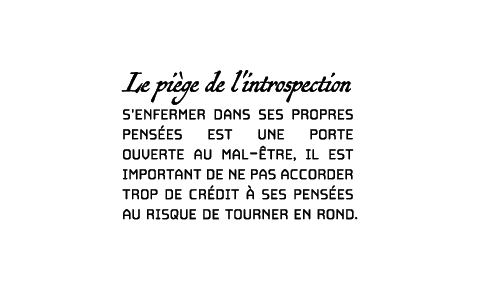 Le piège de l'introspection
S'ENFERMER DANS SES PROPRES
PENSÉES EST UNE PORTE
OUVERTE AU MAL-ÊTRE, IL EST
IMPORTANT DE NE PAS ACCORDER
TROP DE CRÉDIT À SES PENSÉES
AU RISQUE DE TOURNER EN ROND.